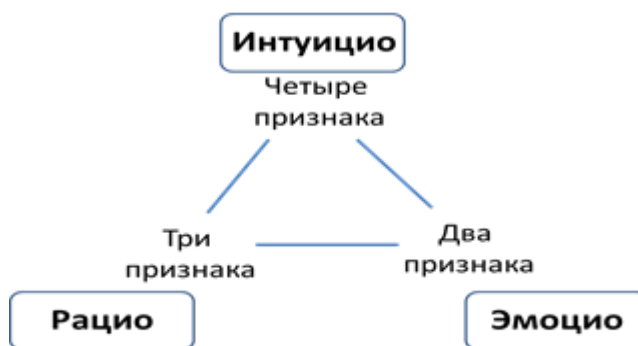 Интуицио
Четыре
признака
Три
признака
Два
признака
Рацио
Эмоцио